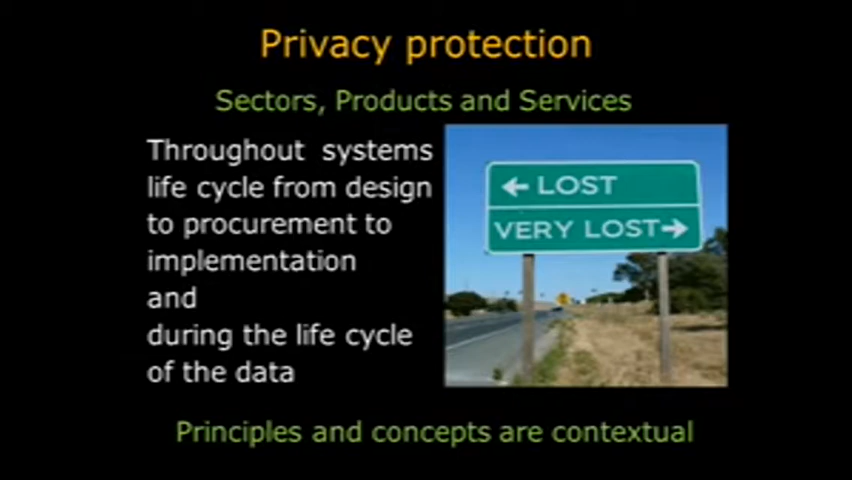 Privacy protection
Sectors, Products and Services
Throughout systems
life cycle from design
to procurement to
implementation
and
during the life cycle
of the data
LOST
VERY LOST
Principles and concepts are contextual